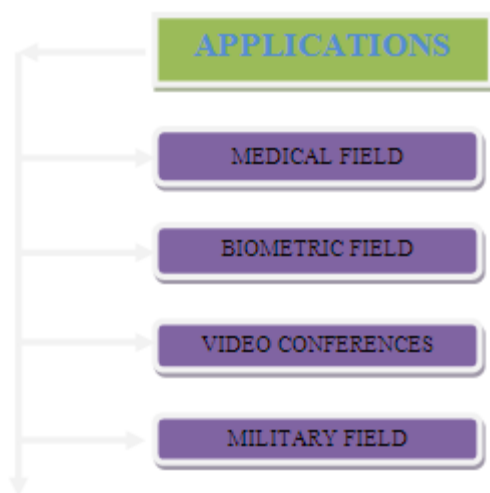 APPLICATIONS
MEDICAL FIELD
BIOMETRIC FIELD
VIDEO CONFERENCES
MILITARY FIELD